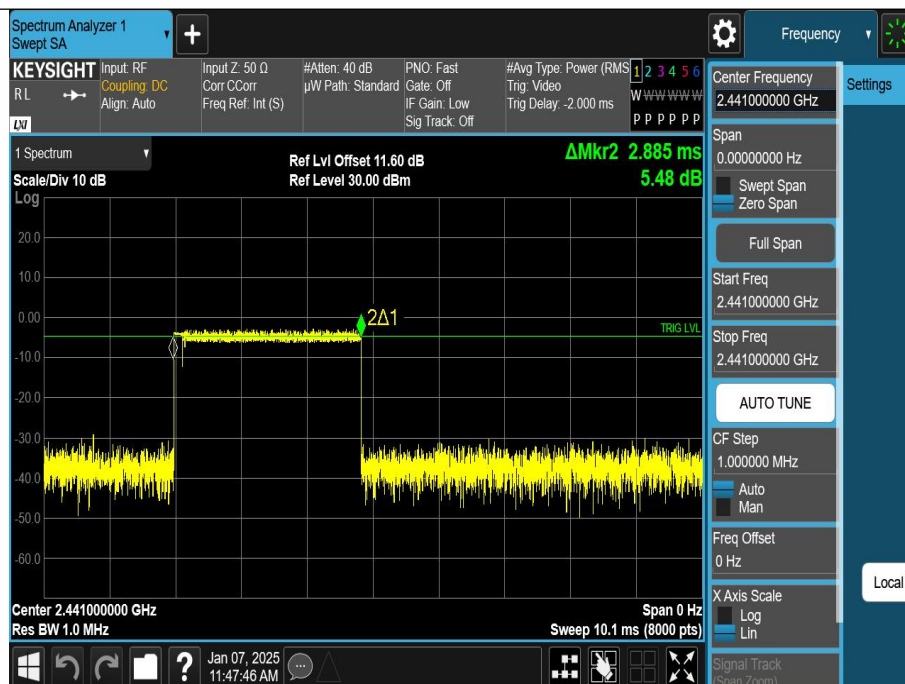 Spectrum Analyzer 1
Swept SA
Frequency
KEYSIGHT
RL
LXI
Input: RF
Coupling: DC
Align: Auto
Input Z: 50 Ω
Corr CCorr
Freq Ref: Int (S)
#Atten: 40 dB
µW Path: Standard
PNO: Fast
Gate: Off
IF Gain: Low
Sig Track: Off
#Avg Type: Power (RMS
Trig: Video
Trig Delay: -2.000 ms
1 2 3 4 5 6
W W W W W W
P P P P P P
1 Spectrum
Scale/Div 10 dB
Log
Ref Lvl Offset 11.60 dB
Ref Level 30.00 dBm
ΔMkr2 2.885 ms
5.48 dB
20.0
10.0
0.00
-10.0
-20.0
-30.0
-40.0
-50.0
-60.0
2Δ1
TRIG LVL
Center 2.441000000 GHz
Res BW 1.0 MHz
Span 0 Hz
Sweep 10.1 ms (8000 pts)
Jan 07, 2025
11:47:46 AM
Center Frequency
2.441000000 GHz
Span
0.00000000 Hz
Swept Span
Zero Span
Full Span
Start Freq
2.441000000 GHz
Stop Freq
2.441000000 GHz
AUTO TUNE
CF Step
1.000000 MHz
Auto
Man
Freq Offset
0 Hz
X Axis Scale
Log
Lin
Signal Track
(Span Zoom)
Settings
Local